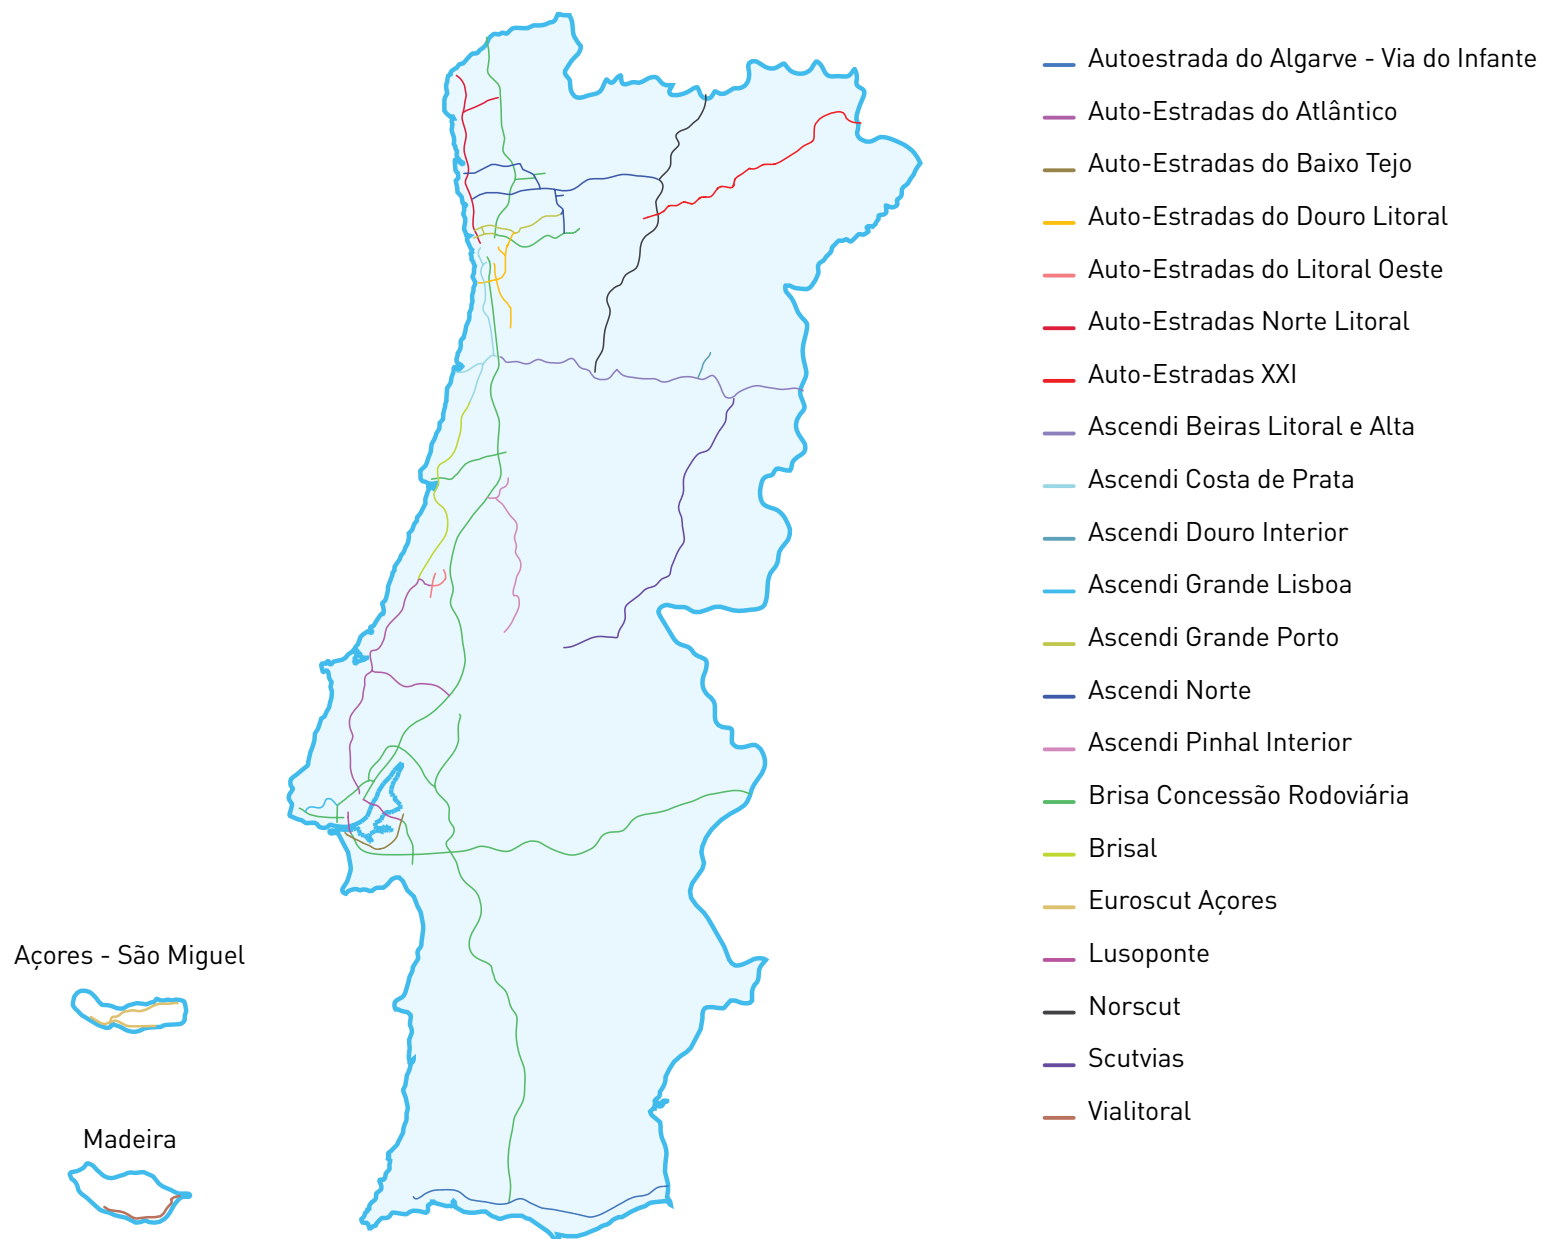 Autoestrada do Algarve - Via do Infante
Auto-Estradas do Atlântico
Auto-Estradas do Baixo Tejo
Auto-Estradas do Douro Litoral
Auto-Estradas do Litoral Oeste
Auto-Estradas Norte Litoral
Auto-Estradas XXI
Ascendi Beiras Litoral e Alta
Ascendi Costa de Prata
Ascendi Douro Interior
Ascendi Grande Lisboa
Ascendi Grande Porto
Ascendi Norte
Ascendi Pinhal Interior
Brisa Concessão Rodoviária
Brisal
Euroscut Açores
Lusoponte
Norscut
Scutvias
Vialitoral
Açores - São Miguel
Madeira